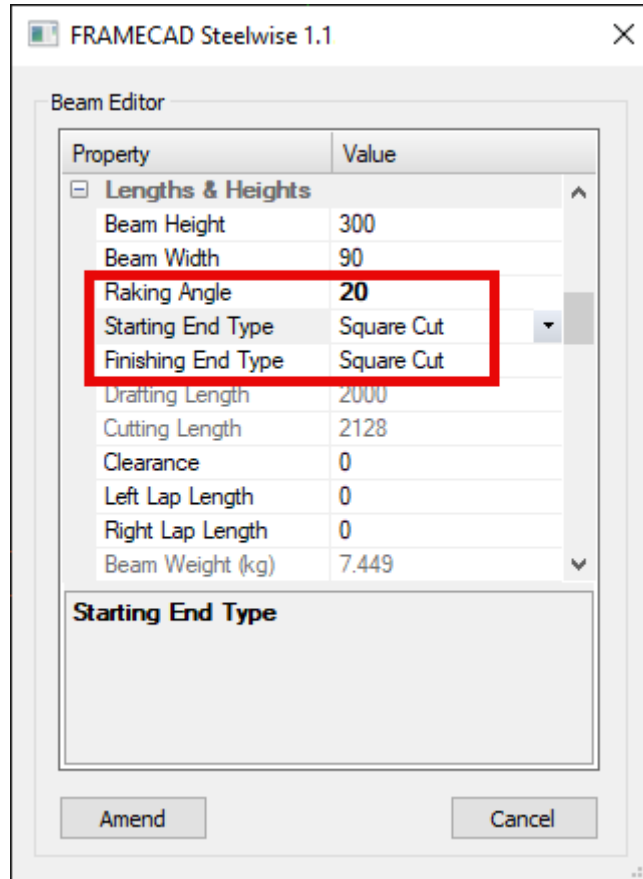 FRAMECAD Steelwise 1.1
Beam Editor
Property Value
Lengths & Heights
Beam Height 300
Beam Width 90
Raking Angle 20
Starting End Type Square Cut
Finishing End Type Square Cut
Drafting Length 2000
Cutting Length 2128
Clearance 0
Left Lap Length 0
Right Lap Length 0
Beam Weight (kg) 7.449
Starting End Type
Amend Cancel